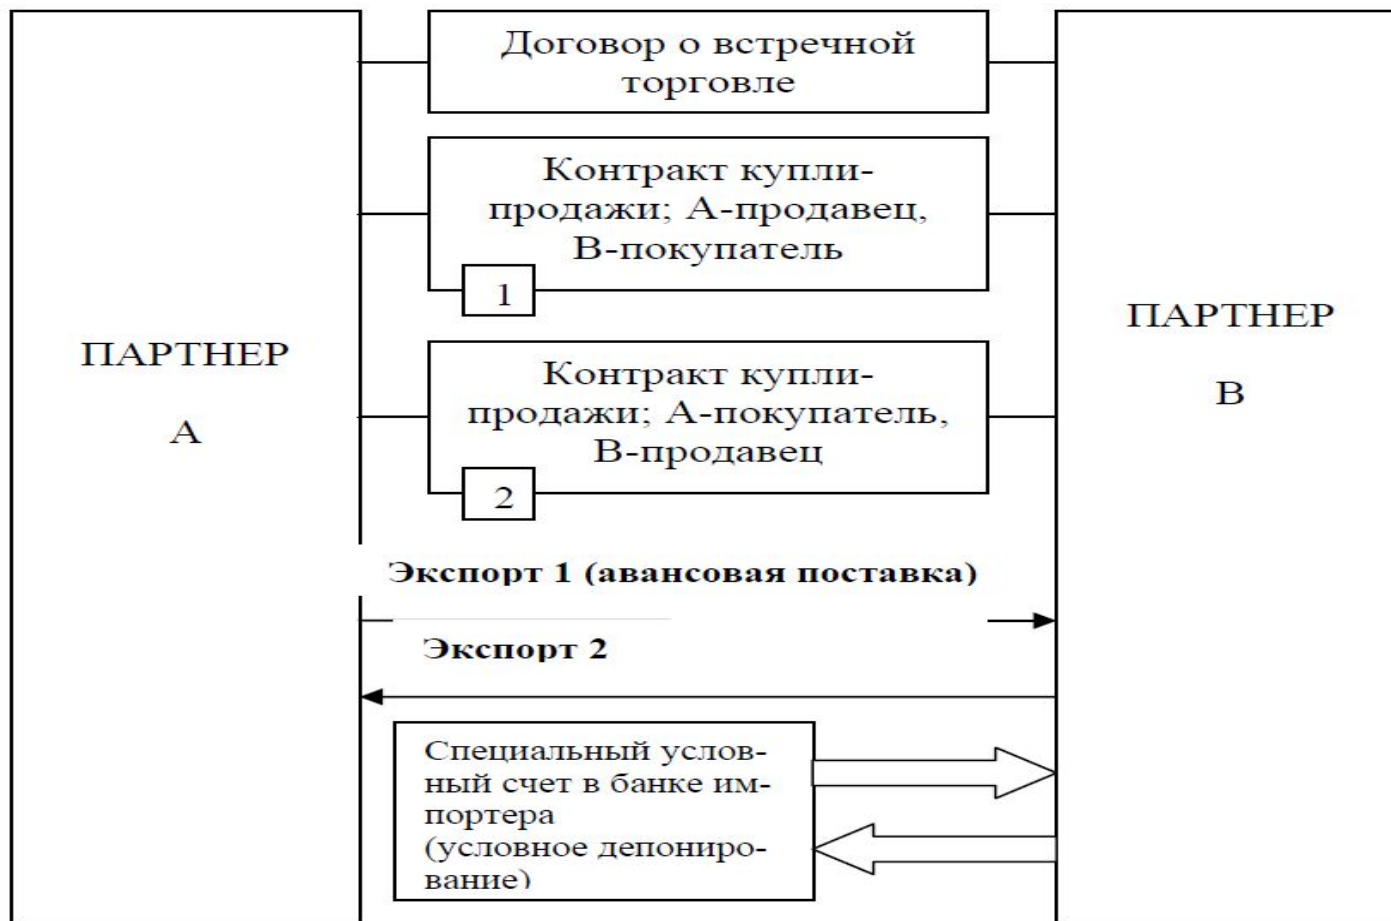 Договор о встречной
торговле
Контракт купли-
продажи; А-продавец,
В-покупатель
1
ПАРТНЕР
А
ПАРТНЕР
В
Контракт купли-
продажи; А-покупатель,
В-продавец
2
Экспорт 1 (авансовая поставка)
Экспорт 2
Специальный услов-
ный счет в банке им-
портера
(условное депониро-
вание)